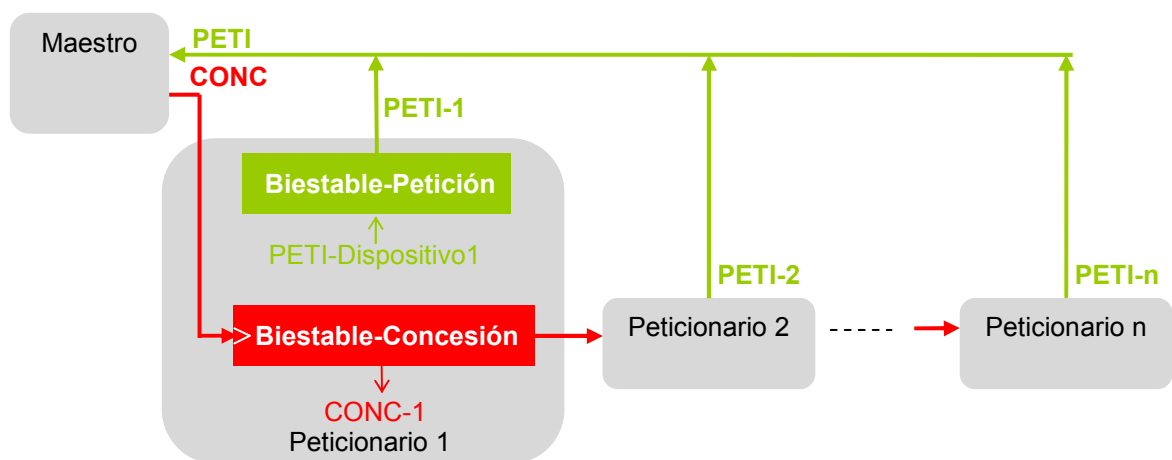 Maestro
PETI
CONC
PETI-1
Biestable-Petición
PETI-Dispositivo1
PETI-2
PETI-n
>Biestable-Concesión
Peticionario 2
-----
Peticionario n
CONC-1
Peticionario 1